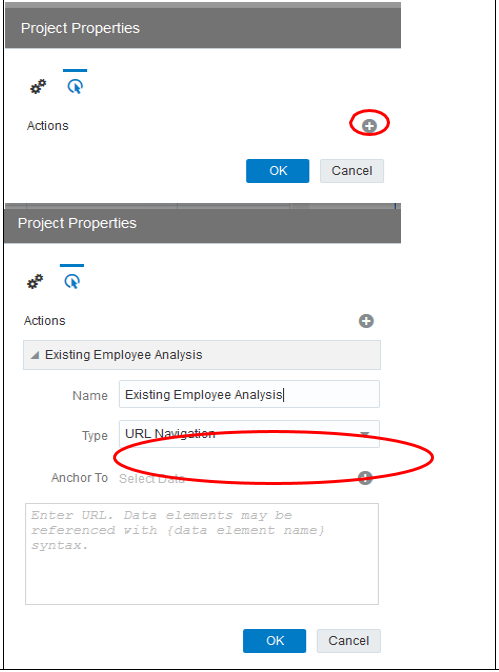 Project Properties
Actions
OK Cancel
Project Properties
Actions
Existing Employee Analysis
Name Existing Employee Analysis
Type URL Navigation
Anchor To Select Data
Enter URL. Data elements may be
referenced with {data element name}
syntax.
OK Cancel